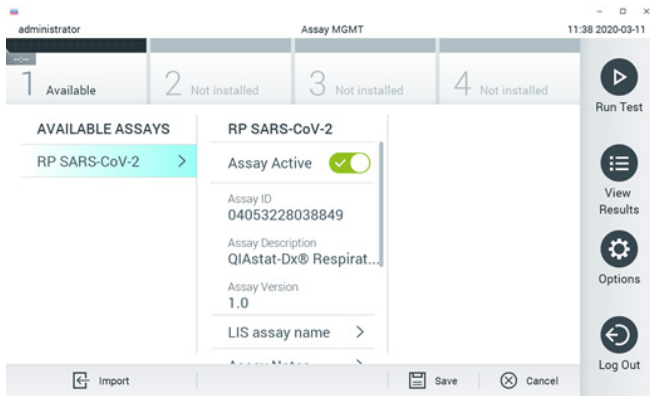 administrator Assay MGMT 11:38 2020-03-11
1 Available 2 Not installed 3 Not installed 4 Not installed
Run Test
AVAILABLE ASSAYS
RP SARS-CoV-2
RP SARS-CoV-2
Assay Active
Assay ID
04053228038849
Assay Description
QIAstat-Dx® Respirat...
Assay Version
1.0
LIS assay name
Assay Notes
View
Results
Options
Log Out
Import Save Cancel